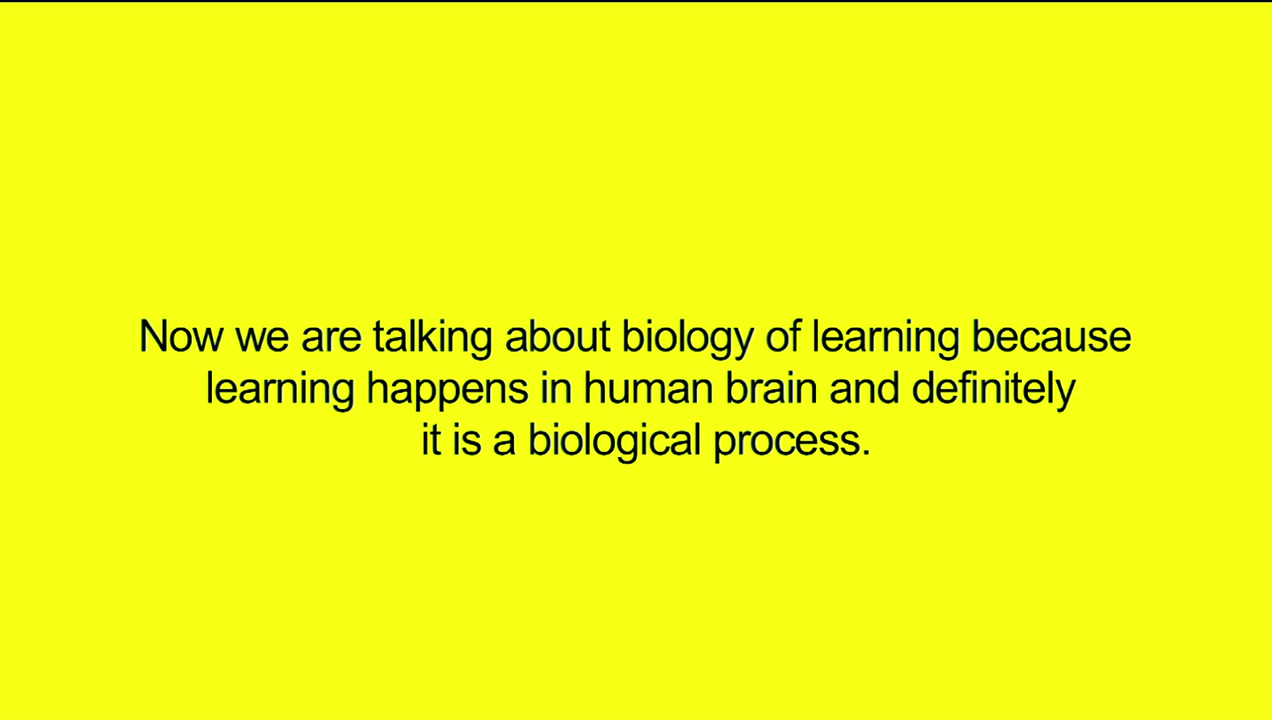 Now we are talking about biology of learning because
learning happens in human brain and definitely
it is a biological process.